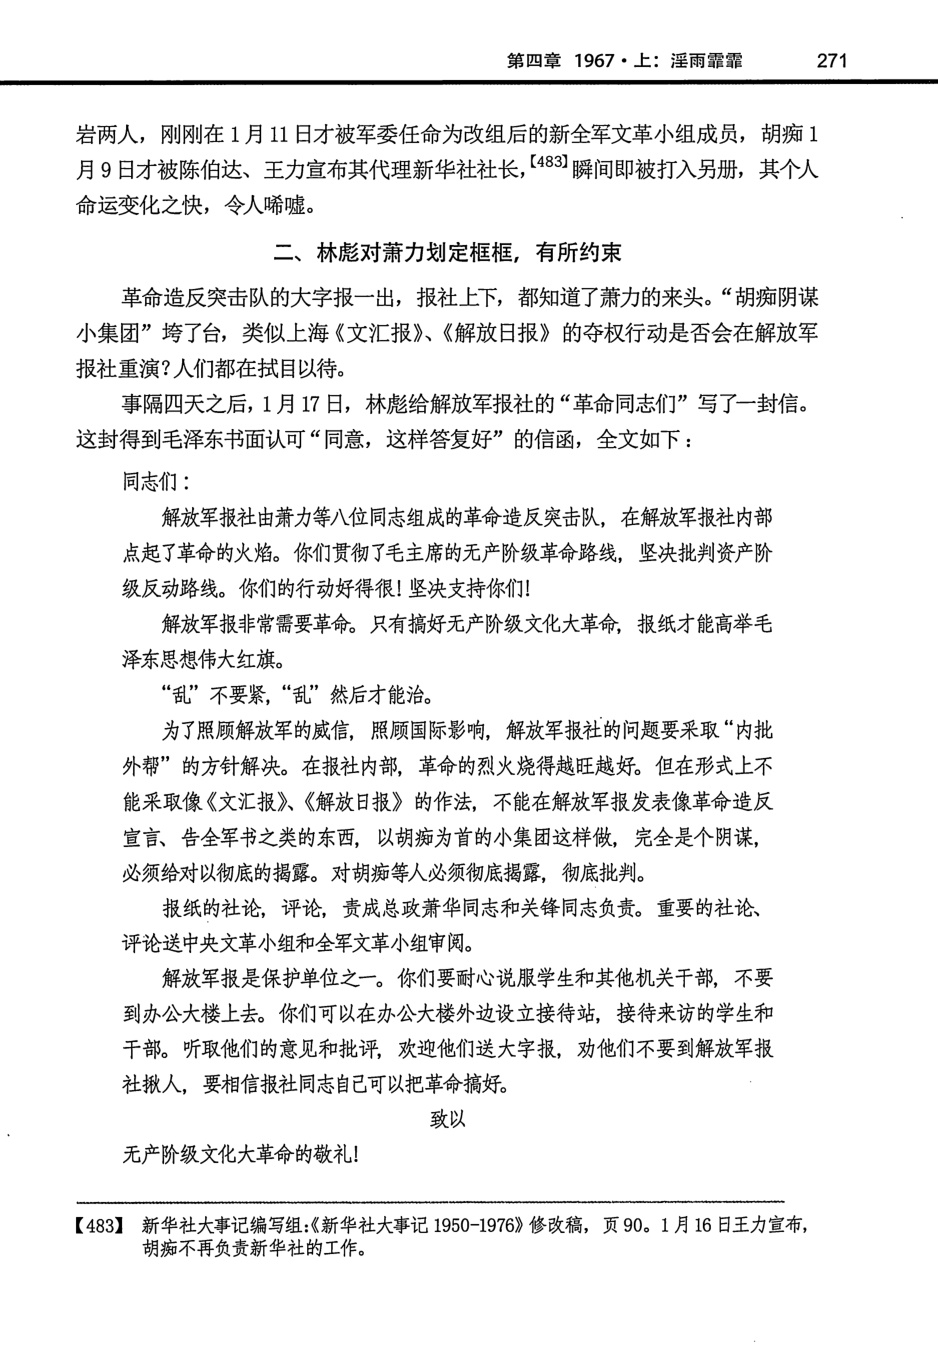 第四章 1967·上：淫雨霏霏 271
岩两人，刚刚在1月11日才被军委任命为改组后的新全军文革小组成员，胡痴1
月9日才被陈伯达、王力宣布其代理新华社社长，【483】瞬间即被打入另册，其个人
命运变化之快，令人唏嘘。
二、林彪对萧力划定框框，有所约束
革命造反突击队的大字报一出，报社上下，都知道了萧力的来头。“胡痴阴谋
小集团”垮了台，类似上海《文汇报》、《解放日报》的夺权行动是否会在解放军
报社重演？人们都在拭目以待。
事隔四天之后，1月17日，林彪给解放军报社的“革命同志们”写了一封信。
这封得到毛泽东书面认可“同意，这样答复好”的信函，全文如下：
同志们：
解放军报社由萧力等八位同志组成的革命造反突击队，在解放军报社内部
点起了革命的火焰。你们贯彻了毛主席的无产阶级革命路线，坚决批判资产阶
级反动路线。你们的行动好得很！坚决支持你们！
解放军报非常需要革命。只有搞好无产阶级文化大革命，报纸才能高举毛
泽东思想伟大红旗。
“乱”不要紧，“乱”然后才能治。
为了照顾解放军的威信，照顾国际影响，解放军报社的问题要采取“内批
外帮”的方针解决。在报社内部，革命的烈火烧得越旺越好。但在形式上不
能采取像《文汇报》、《解放日报》的作法，不能在解放军报发表像革命造反
宣言、告全军书之类的东西，以胡痴为首的小集团这样做，完全是个阴谋，
必须给对以彻底的揭露。对胡痴等人必须彻底揭露，彻底批判。
报纸的社论，评论，责成总政萧华同志和关锋同志负责。重要的社论、
评论送中央文革小组和全军文革小组审阅。
解放军报是保护单位之一。你们要耐心说服学生和其他机关干部，不要
到办公大楼上去。你们可以在办公大楼外边设立接待站，接待来访的学生和
干部。听取他们的意见和批评，欢迎他们送大字报，劝他们不要到解放军报
社揪人，要相信报社同志自己可以把革命搞好。
致以
无产阶级文化大革命的敬礼！
【483】 新华社大事记编写组：《新华社大事记1950-1976》修改稿，页90。1月16日王力宣布，
胡痴不再负责新华社的工作。